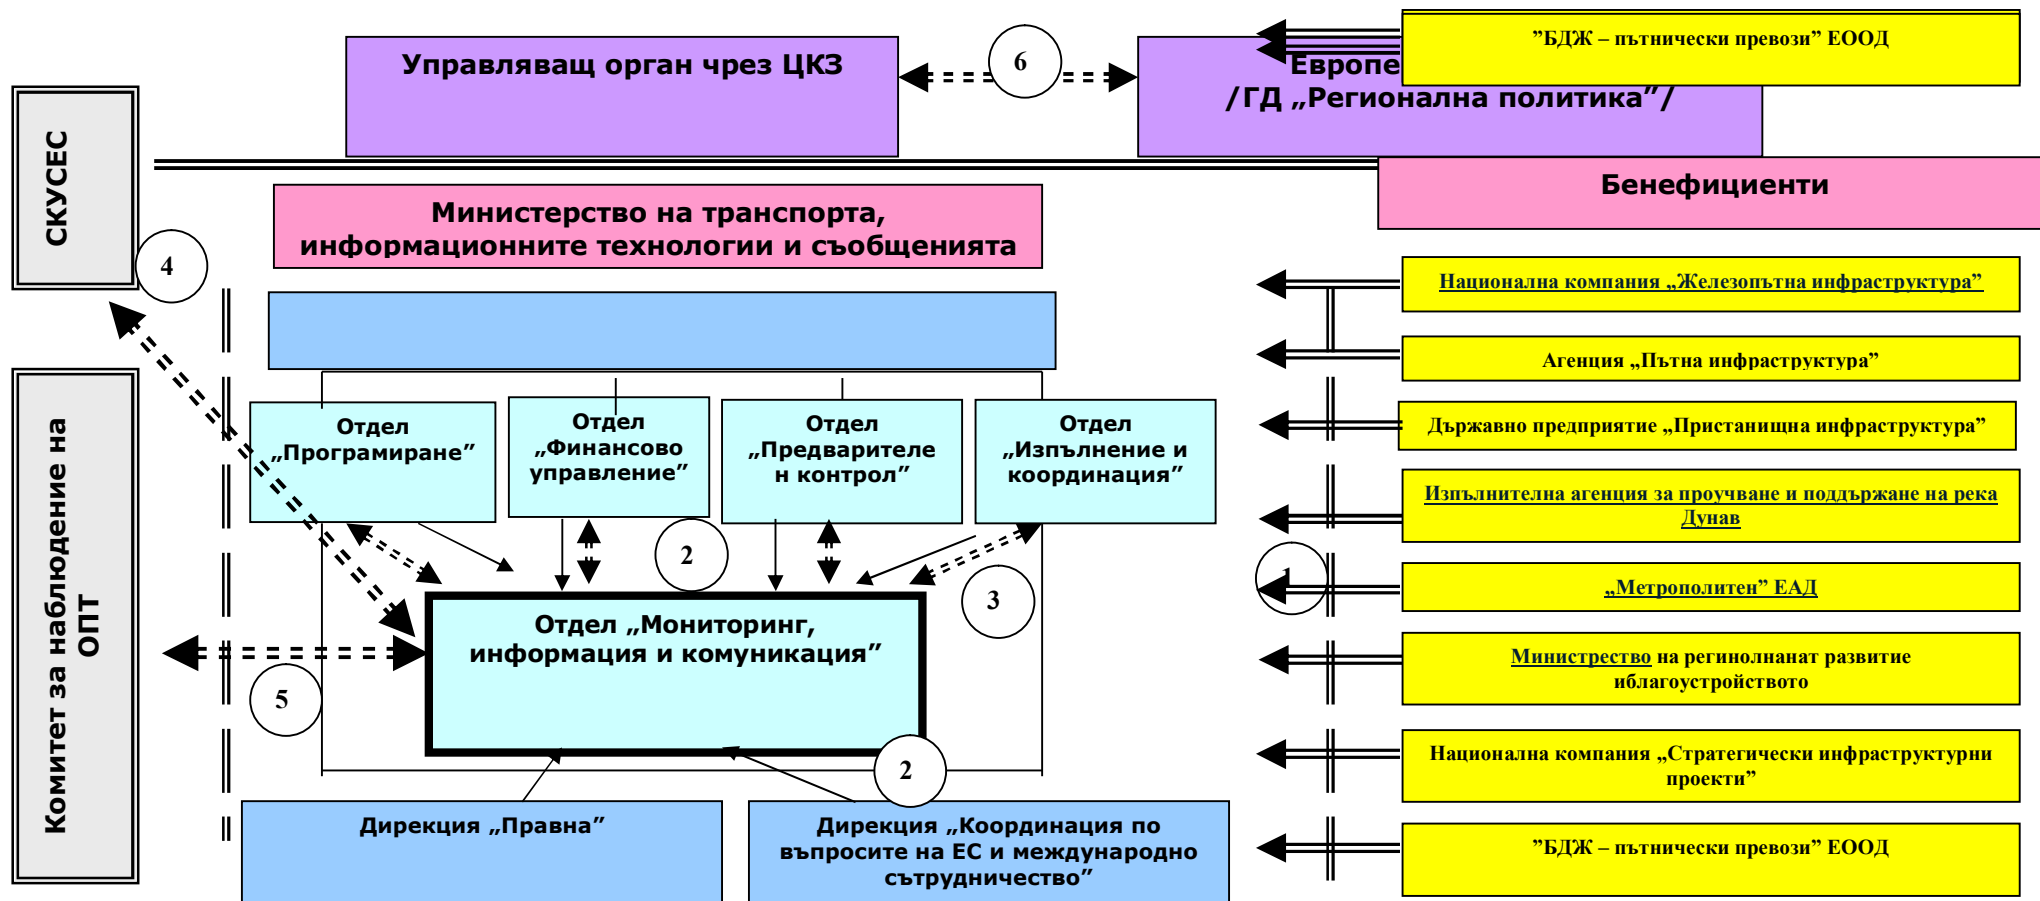 ”БДЖ – пътнически превози” ЕООД
Управляващ орган чрез ЦКЗ
6
Европе
/ГД „Регионална политика”/
СКУСЕС
Бенефициенти
Министерство на транспорта,
информационните технологии и съобщенията
4
Национална компания „Железопътна инфраструктура”
Агенция „Пътна инфраструктура”
Комитет за наблюдение на
ОПТ
Отдел
„Програмиране”
Отдел
„Финансово
управление”
Отдел
„Предварителе
н контрол”
Отдел
„Изпълнение и
координация”
Държавно предприятие „Пристанищна инфраструктура”
Изпълнителна агенция за проучване и поддържане на река
Дунав
2
3
1
„Метрополитен” ЕАД
Отдел „Мониторинг,
информация и комуникация”
5
Министрество на региnолнанат развитие
иблагоустройството
2
Национална компания „Стратегически инфраструктурни
проекти”
Дирекция „Правна”
Дирекция „Координация по
въпросите на ЕС и международно
сътрудничество”
”БДЖ – пътнически превози” ЕООД